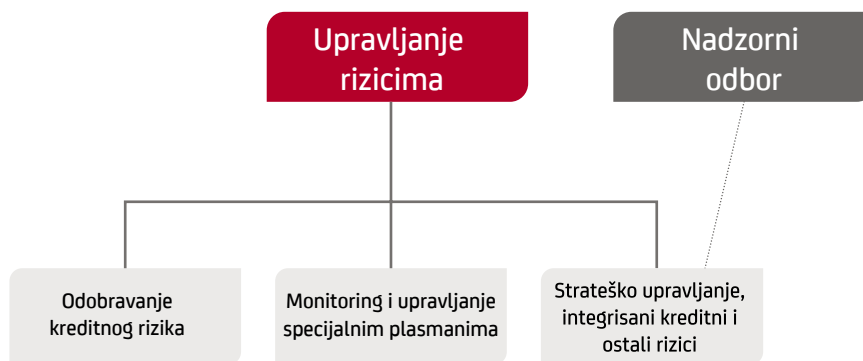 Upravljanje
rizicima
Nadzorni
odbor
Odobravanje
kreditnog rizika
Monitoring i upravljanje
specijalnim plasmanima
Strateško upravljanje,
integrisani kreditni i
ostali rizici